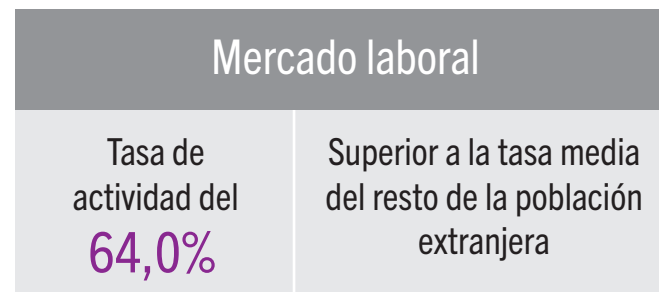 Mercado laboral
Tasa de
actividad del
64,0%
Superior a la tasa media
del resto de la población
extranjera